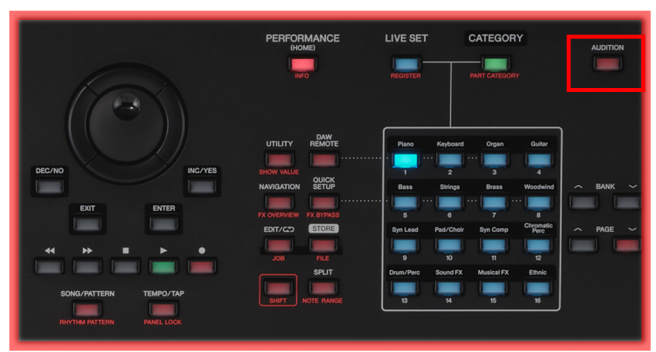 PERFORMANCE
(HOME)
INFO
LIVE SET
REGISTER
CATEGORY
PART CATEGORY
AUDITION
DEC/NO
INC/YES
EXIT
ENTER
SONG/PATTERN
RHYTHM PATTERN
TEMPO/TAP
PANEL LOCK
UTILITY
SHOW VALUE
DAW
REMOTE
NAVIGATION
FX OVERVIEW
QUICK
SETUP
FX BYPASS
EDIT/
JOB
STORE
FILE
SHIFT
SPLIT
NOTE RANGE
Piano Keyboard Organ Guitar
1 2 3 4
Bass Strings Brass Woodwind
5 6 7 8
Syn Lead Pad/Choir Syn Comp Chromatic
Perc
9 10 11 12
Drum/Perc Sound FX Musical FX Ethnic
13 14 15 16
BANK
PAGE